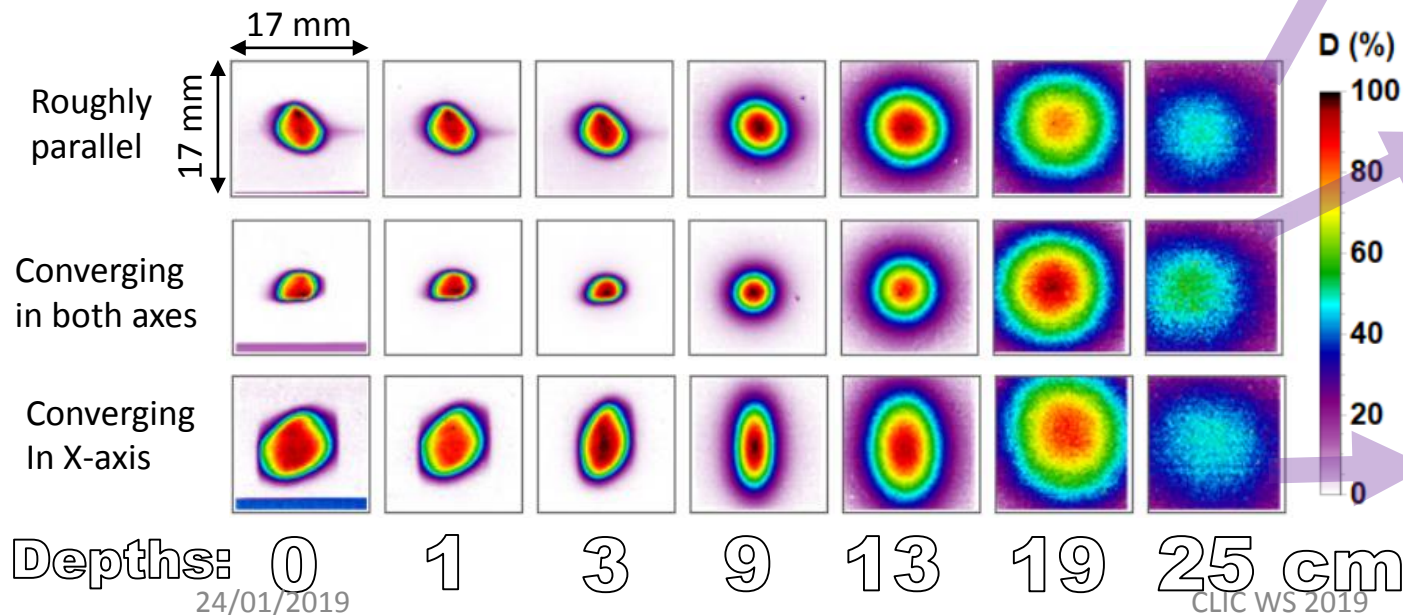 17 mm
17 mm
D (%)
100
80
60
40
20
0
Roughly
parallel
Converging
in both axes
Converging
In X-axis
Depths: 0 1 3 9 13 19 25 cm
24/01/2019
CLIC WS 2019